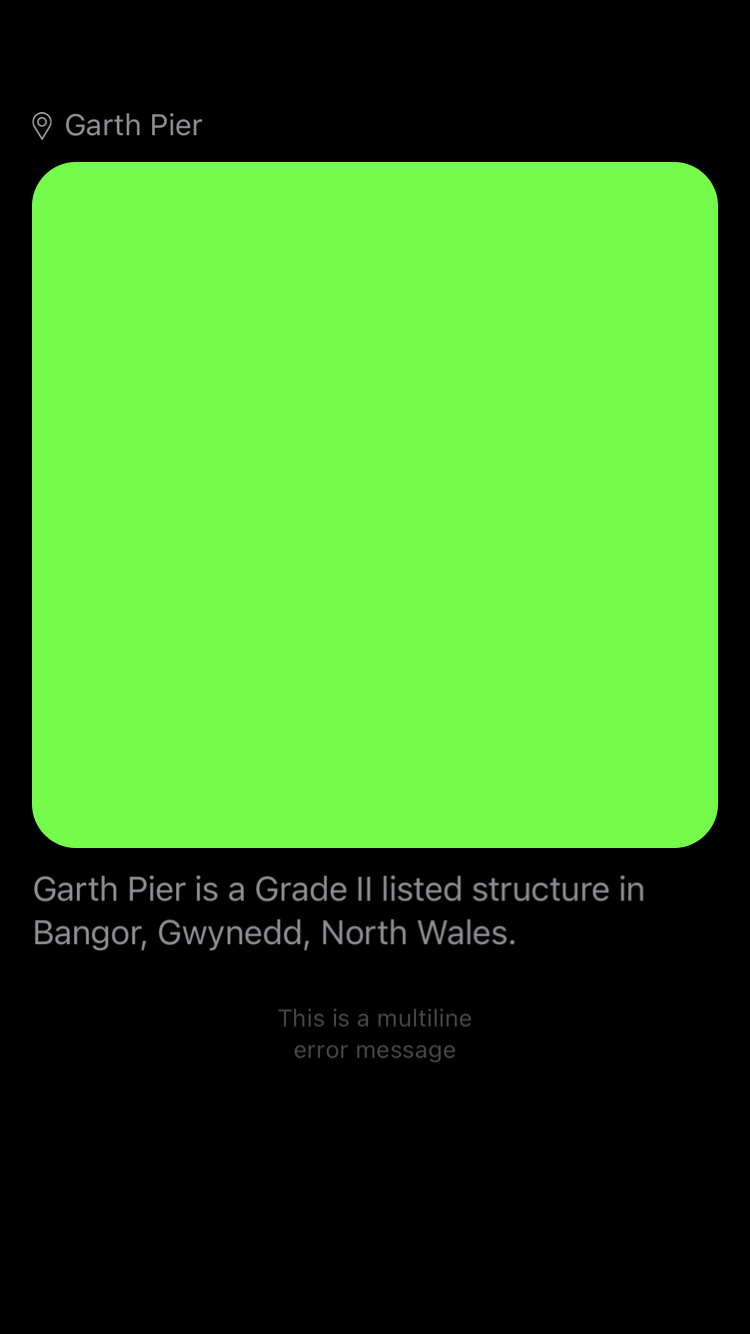 Garth Pier
Garth Pier is a Grade II listed structure in
Bangor, Gwynedd, North Wales.
This is a multiline
error message